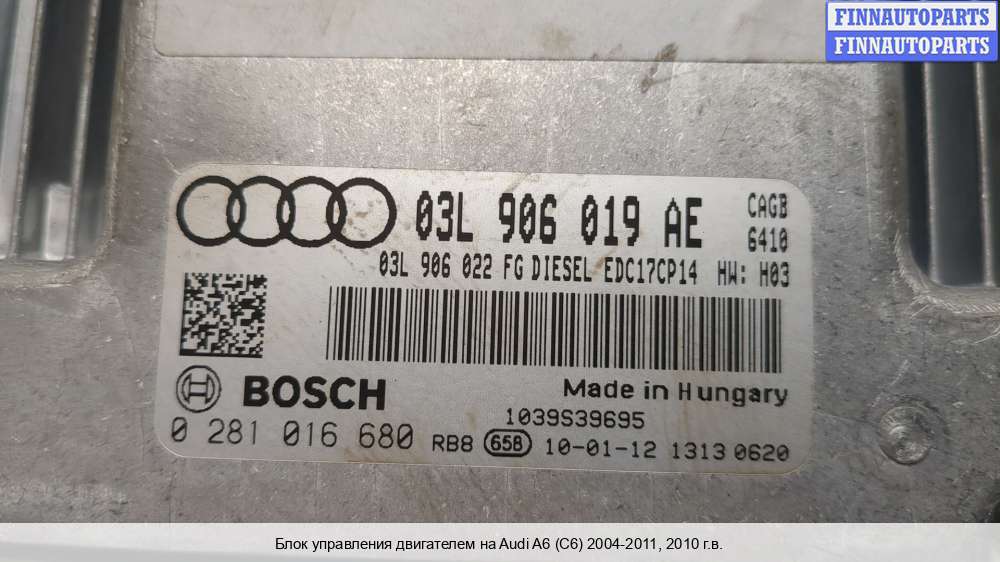 FINNAUTOPARTS
FINNAUTOPARTS
03L 906 019 AE CAGB
6410
03L 906 022 FG DIESEL EDC17CP14 HW: H03
BOSCH Made in Hungary
1039S39695
0 281 016 680 RB8 65B 10-01-12 1313 0620
Блок управления двигателем на Audi A6 (C6) 2004-2011, 2010 г.в.